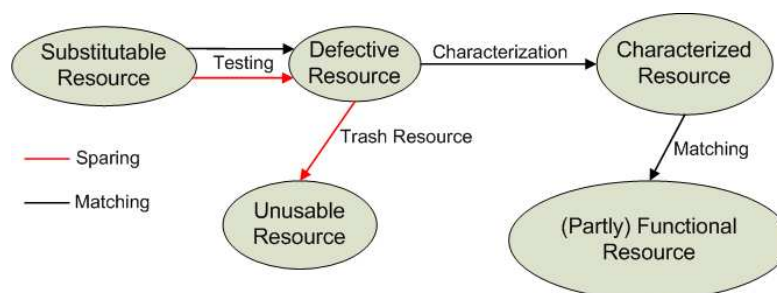 Substitutable
Resource
Testing
Defective
Resource
Characterization
Characterized
Resource
Trash Resource
Matching
Sparing
Matching
Unusable
Resource
(Partly) Functional
Resource